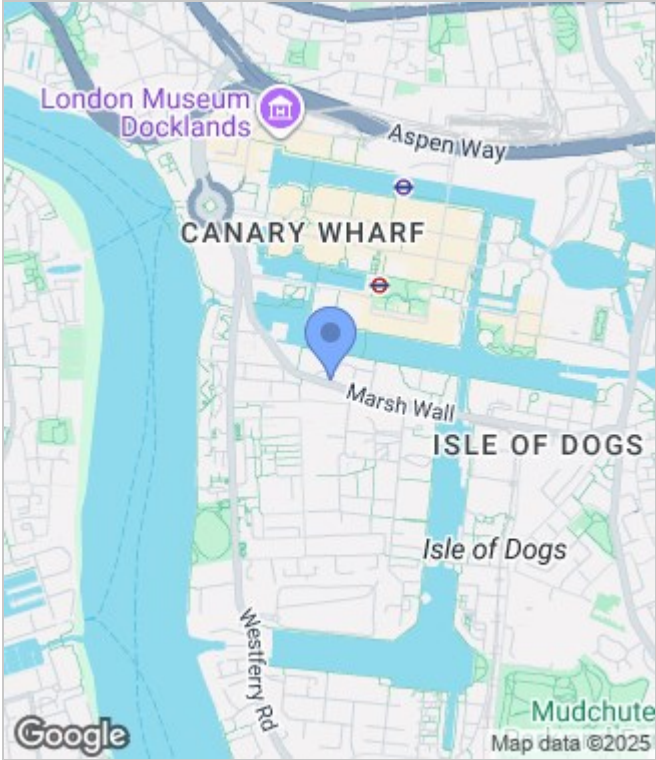 London Museum
Docklands
Aspen Way
CANARY WHARF
Marsh Wall
ISLE OF DOGS
Isle of Dogs
Westferry Rd
Mudchute
Google
Map data ©2025